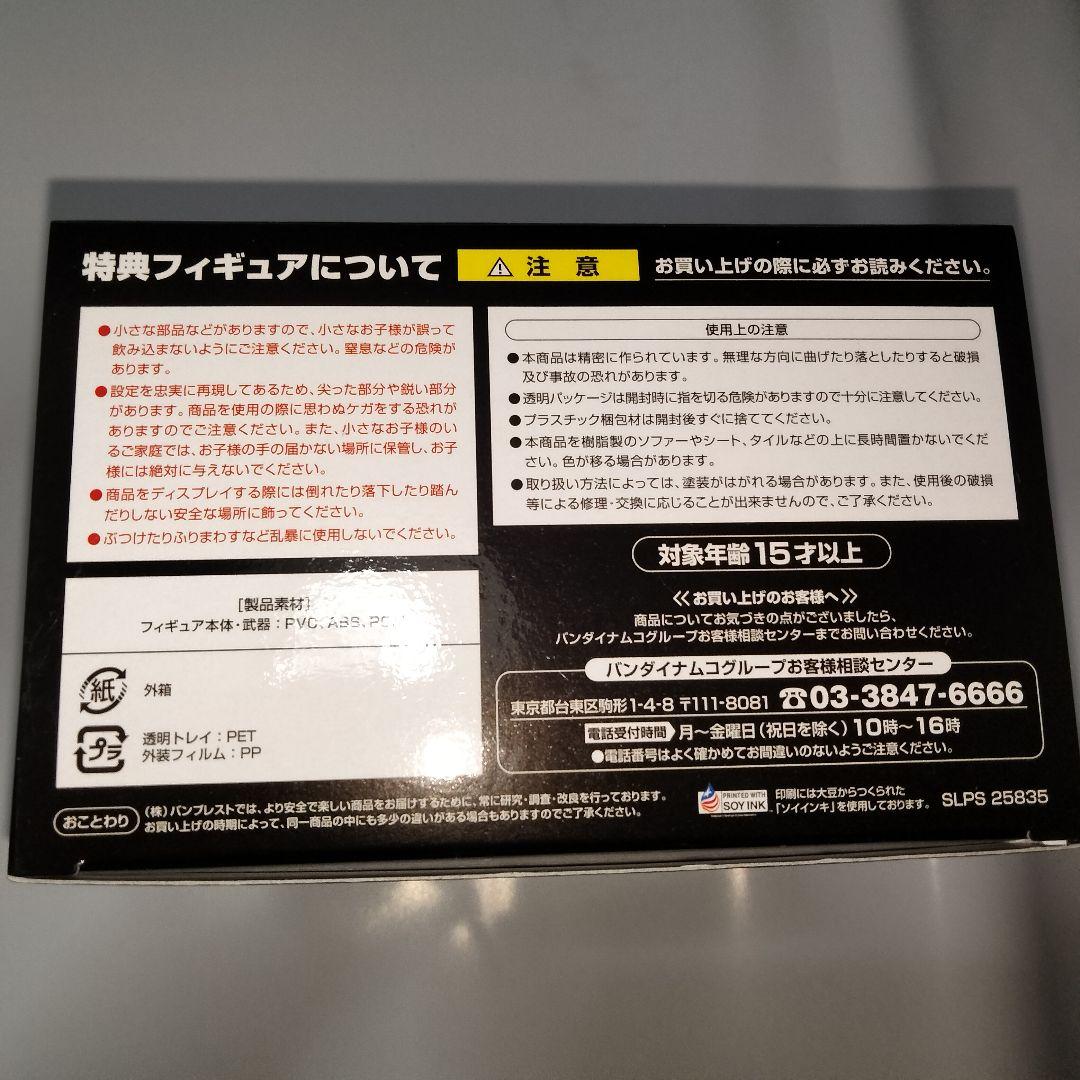 特典フィギュアについて
注意
お買い上げの際に必ずお読みください。
●小さな部品などがありますので、小さなお子様が誤って
飲み込まないようにご注意ください。窒息などの危険が
あります。
●設定を忠実に再現してあるため、尖った部分や鋭い部分
があります。商品を使用の際に思わぬケガをする恐れが
ありますのでご注意ください。また、小さなお子様のい
るご家庭では、お子様の手の届かない場所に保管し、お子
様には絶対に与えないでください。
●商品をディスプレイする際には倒れたり落下したり踏ん
だりしない安全な場所に飾ってください。
●ぶつけたりふりまわすなど乱暴に使用しないでください。
使用上の注意
●本商品は精密に作られています。無理な方向に曲げたり落としたりすると破損
及び事故の恐れがあります。
●透明パッケージは開封時に指を切る危険がありますので十分に注意してください。
●プラスチック梱包材は開封後すぐに捨ててください。
●本商品を樹脂製のソファーやシート、タイルなどの上に長時間置かないでくだ
さい。色が移る場合があります。
●取り扱い方法によっては、塗装がはがれる場合があります。また、使用後の破損
等による修理・交換に応じることが出来ませんので、ご了承ください。
[製品素材]
フィギュア本体・武器:PVC、ABS、
紙
外箱
プラ
透明トレイ:PET
外装フィルム:PP
対象年齢15才以上
≪お買い上げのお客様へ≫
商品についてお気づきの点がございましたら、
バンダイナムコグループお客様相談センターまでお問い合わせください。
バンダイナムコグループお客様相談センター
東京都台東区駒形1-4-8 〒111-8081 ☎03-3847-6666
電話受付時間 月〜金曜日(祝日を除く)10時〜16時
●電話番号はよく確かめてお間違いのないようご注意ください。
おことわり
(株)バンプレストでは、より安全で楽しい商品をお届けするために、常に研究・調査・改良を行っております。
お買い上げの時期によって、同一商品の中にも多少の違いがある場合もありますのでご了承ください。
PRINTED WITH
SOY INK
印刷には大豆からつくられた
「ソイインキ」を使用しております。
SLPS 25835